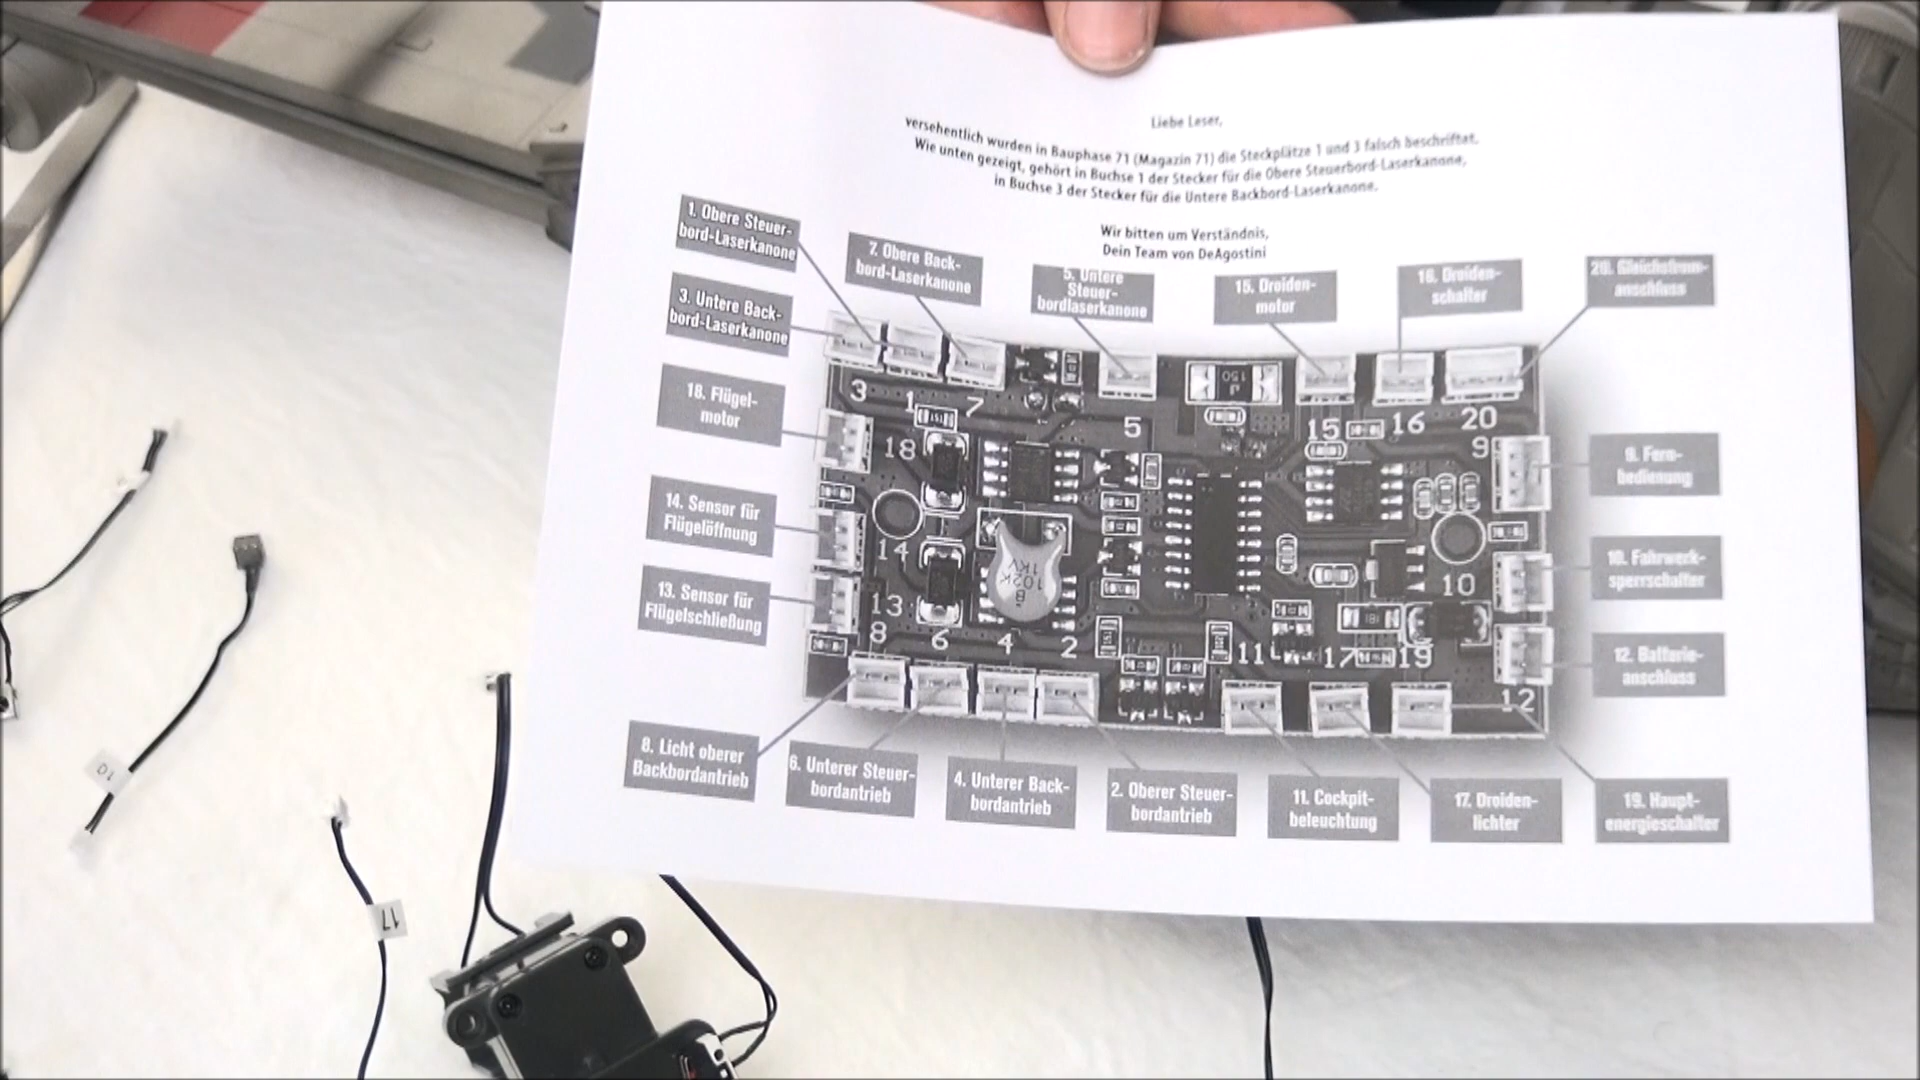 Liebe Leser,
versehentlich wurden in Bauphase 71 (Magazin 71) die Steckplätze 1 und 3 falsch beschriftet.
Wie unten gezeigt, gehört in Buchse 1 der Stecker für die Obere Steuerbord-Laserkanone,
in Buchse 3 der Stecker für die Untere Backbord-Laserkanone.
Wir bitten um Verständnis,
Dein Team von DeAgostini
1. Obere Steuer-
bord-Laserkanone
7. Obere Back-
bord-Laserkanone
5. Untere
Steuer-
bordlaserkanone
15. Droiden-
motor
16. Droiden-
schalter
20. Gleichstrom-
anschluss
3. Untere Back-
bord-Laserkanone
18. Flügel-
motor
14. Sensor für
Flügelöffnung
13. Sensor für
Flügelschließung
9. Fern-
bedienung
10. Fahrwerk-
sperrschalter
12. Batterie-
anschluss
3
1
7
5
15
16
20
18
9
14
10
13
8
6
4
2
11
17
19
12
150
102K
1KV
8. Licht oberer
Backbordantrieb
6. Unterer Steuer-
bordantrieb
4. Unterer Back-
bordantrieb
2. Oberer Steuer-
bordantrieb
11. Cockpit-
beleuchtung
17. Droiden-
lichter
19. Haupt-
energieschalter
10
17